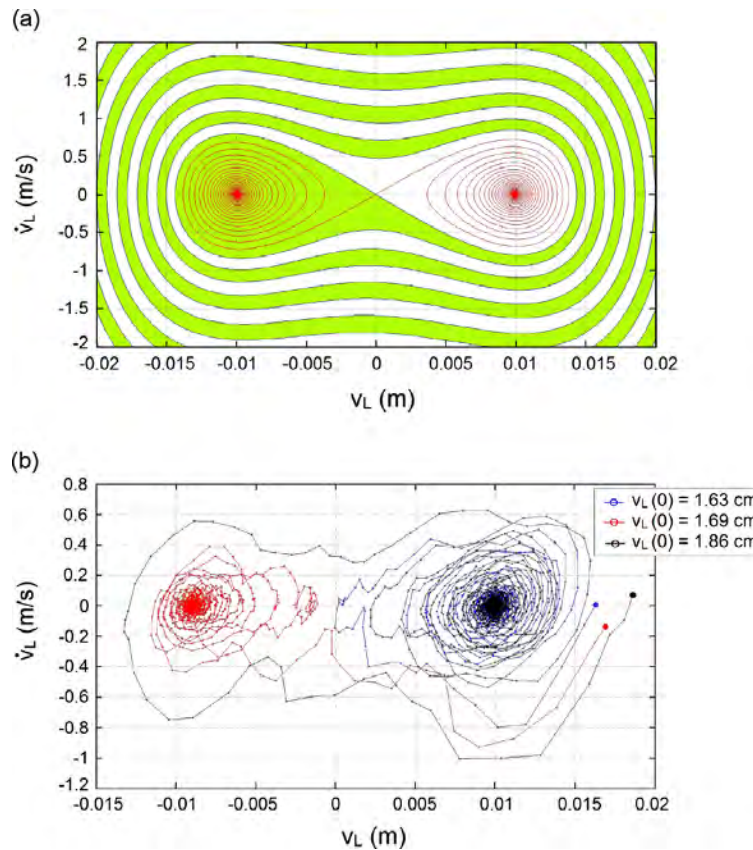 (a)
2
1.5
1
0.5
0
-0.5
-1
-1.5
-2
v̇L (m/s)
-0.02 -0.015 -0.01 -0.005 0 0.005 0.01 0.015 0.02
vL (m)
(b)
0.8
0.6
0.4
0.2
0
-0.2
-0.4
-0.6
-0.8
-1
-1.2
v̇L (m/s)
vL (0) = 1.63 cm
vL (0) = 1.69 cm
vL (0) = 1.86 cm
-0.015 -0.01 -0.005 0 0.005 0.01 0.015 0.02
vL (m)